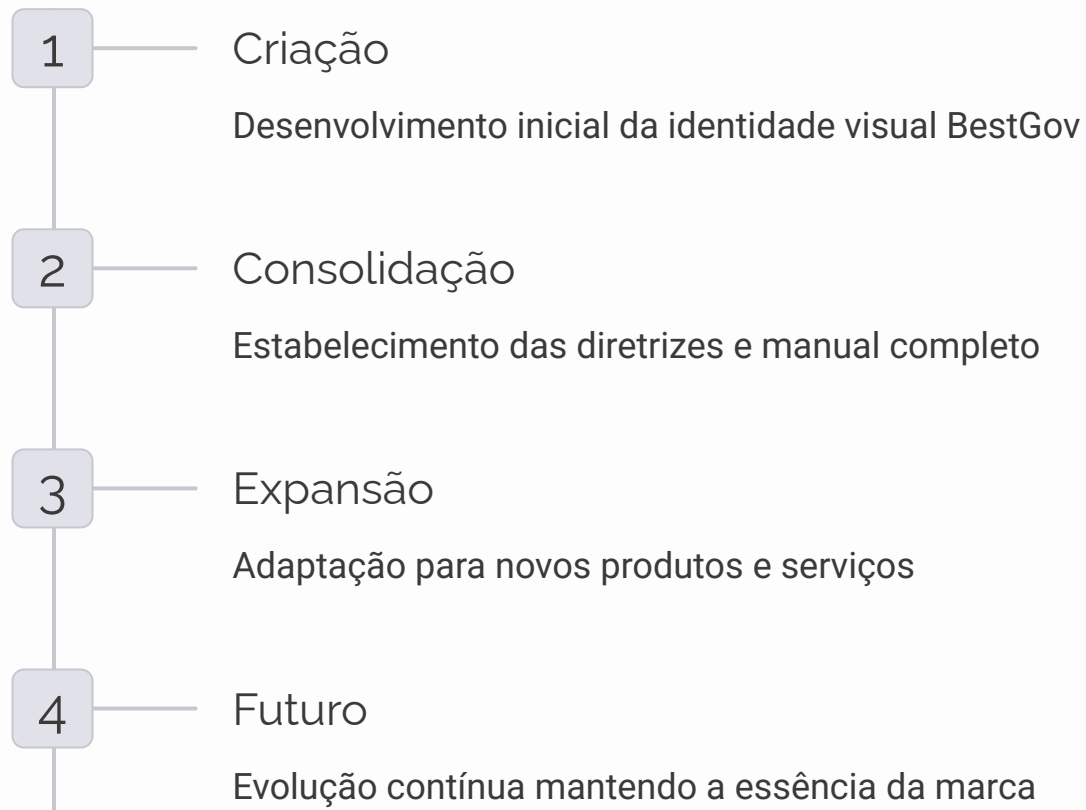 1
Criação
Desenvolvimento inicial da identidade visual BestGov
2
Consolidação
Estabelecimento das diretrizes e manual completo
3
Expansão
Adaptação para novos produtos e serviços
4
Futuro
Evolução contínua mantendo a essência da marca